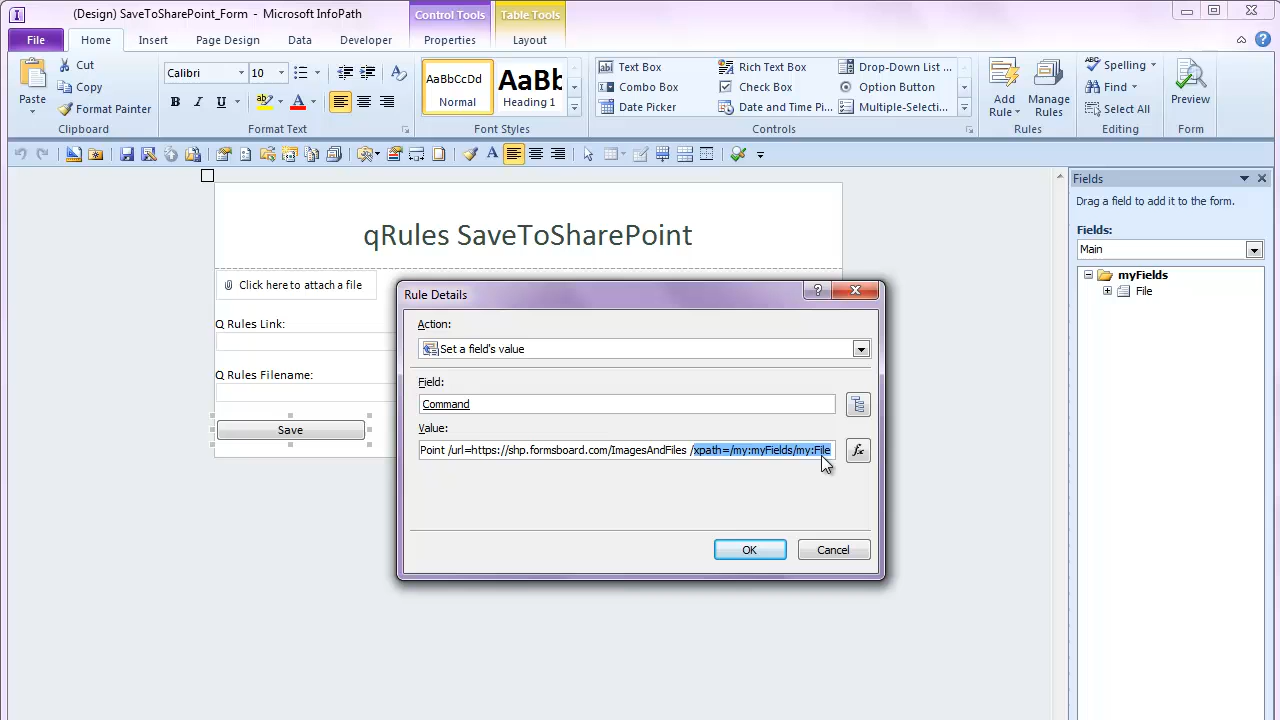 (Design) SaveToSharePoint_Form - Microsoft InfoPath
Control Tools
Table Tools
File
Home
Insert
Page Design
Data
Developer
Properties
Layout
Paste
Cut
Copy
Format Painter
Clipboard
Calibri
10
B I U
A
Format Text
AaBbCcDd
Normal
AaBb
Heading 1
Font Styles
Text Box
Combo Box
Date Picker
Rich Text Box
Check Box
Date and Time Pi...
Drop-Down List ...
Option Button
Multiple-Selecti...
Controls
Add
Rule
Manage
Rules
Rules
Spelling
Find
Select All
Editing
Preview
Form
qRules SaveToSharePoint
Click here to attach a file
Q Rules Link:
Q Rules Filename:
Save
Rule Details
Action:
Set a field's value
Field:
Command
Value:
Point /url=https://shp.formsboard.com/ImagesAndFiles /xpath=/my:myFields/my:File
fx
OK
Cancel
Fields
Drag a field to add it to the form.
Fields:
Main
myFields
File